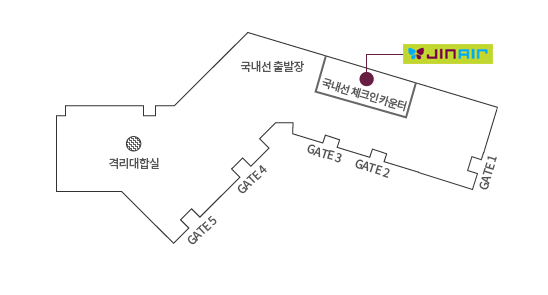 JINAIR
국내선 출발장
국내선 체크인카운터
격리대합실
GATE 3
GATE 2
GATE 1
GATE 4
GATE 5